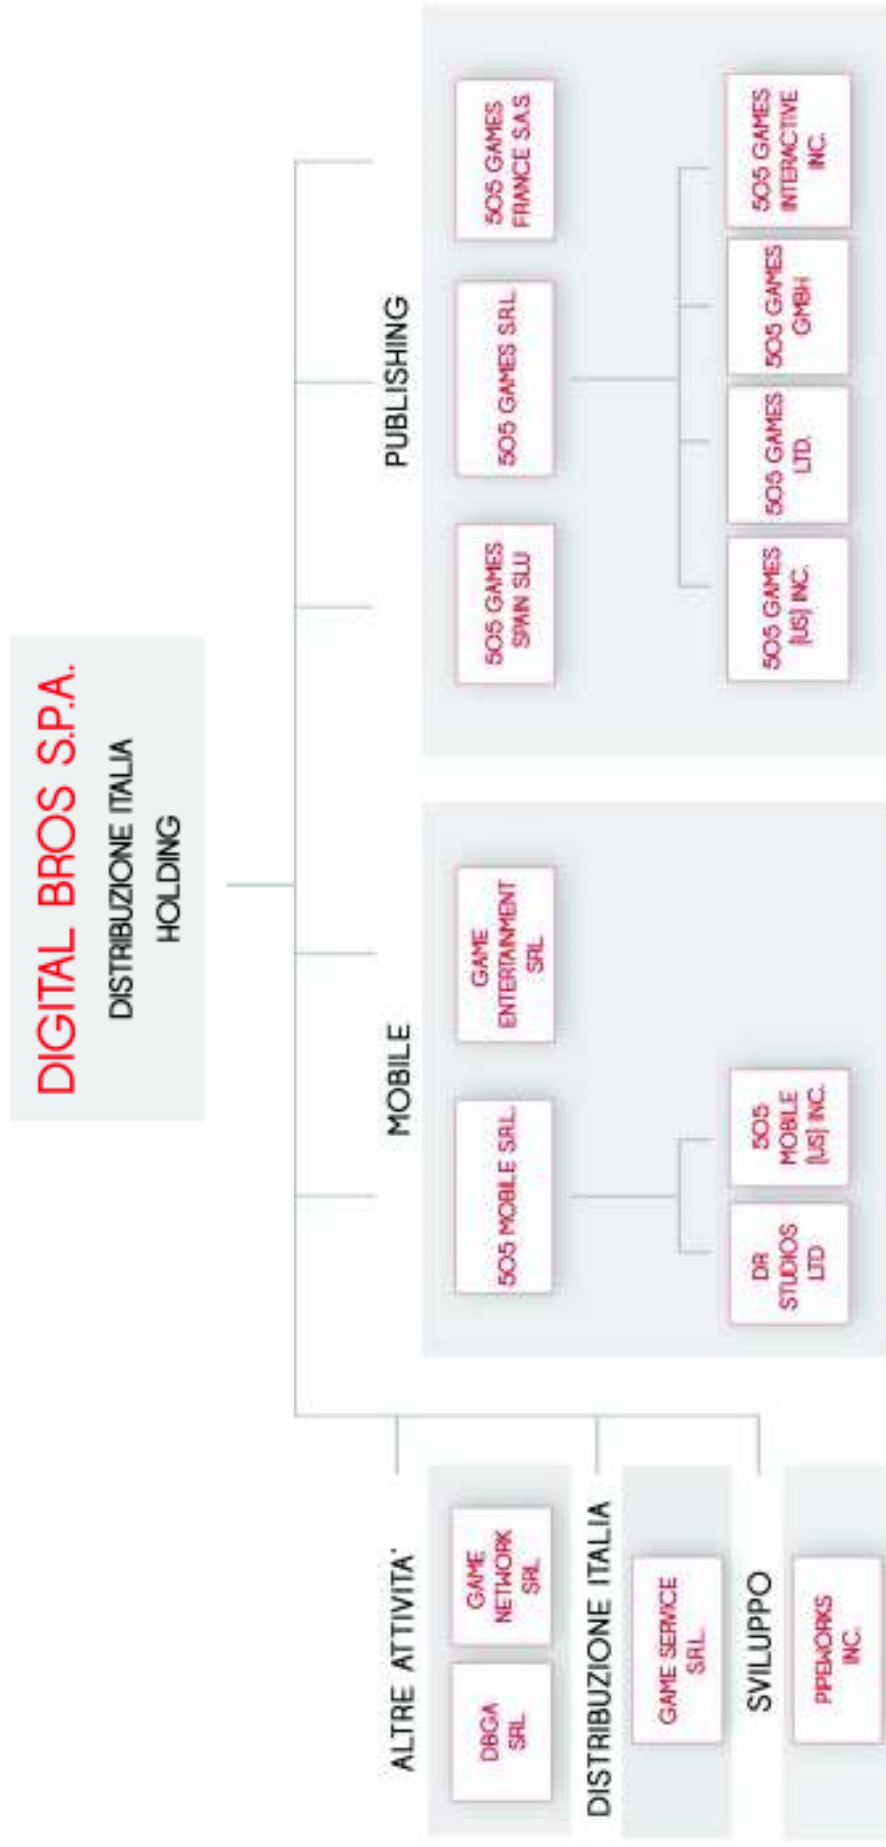 DIGITAL BROS S.P.A.
DISTRIBUZIONE ITALIA
HOLDING
ALTRE ATTIVITA'
DBGA
SRL
GAME
NETWORK
SRL
DISTRIBUZIONE ITALIA
GAME SERVICE
S.R.L.
SVILUPPO
PIPEWORKS
INC.
MOBILE
505 MOBILE S.R.L.
GAME
ENTERTAINMENT
SRL
DR
STUDIOS
LTD
505
MOBILE
(US) INC.
PUBLISHING
505 GAMES
SPAIN SLU
505 GAMES S.R.L.
505 GAMES
FRANCE S.A.S.
505 GAMES
(US) INC.
505 GAMES
LTD.
505 GAMES
GMBH
505 GAMES
INTERACTIVE
INC.